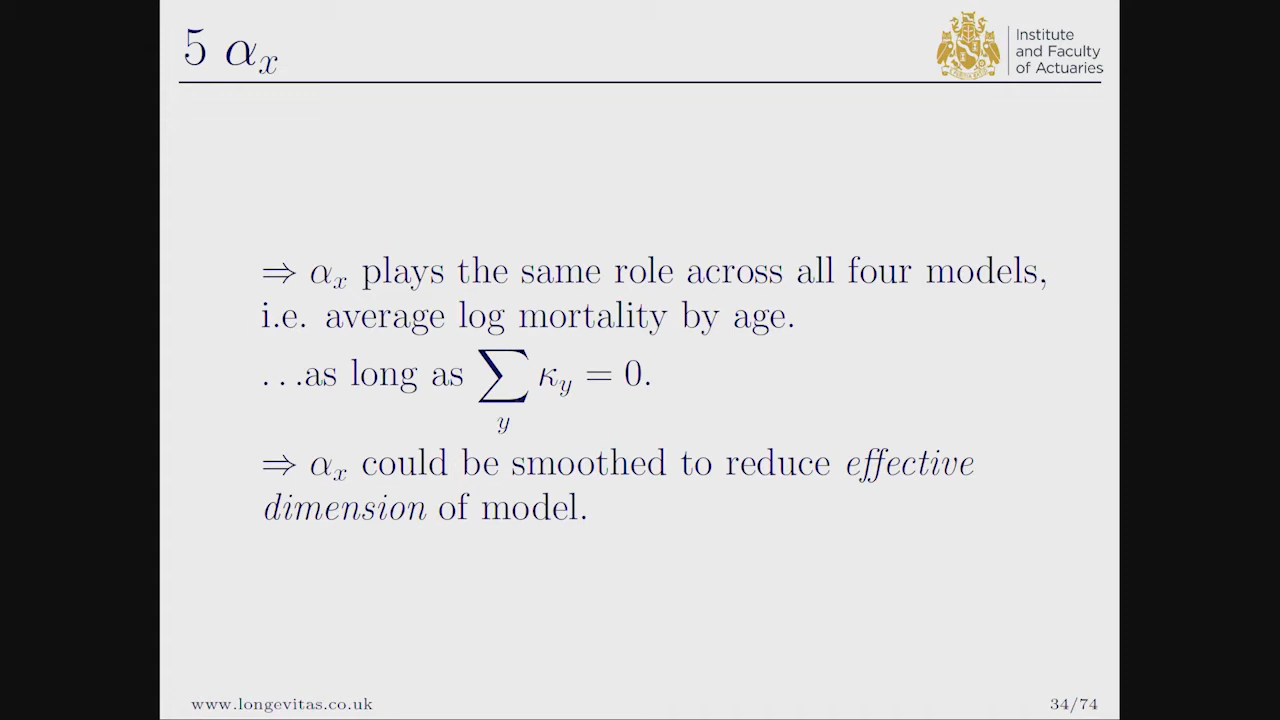 5 αₓ
Institute
and Faculty
of Actuaries
⇒ αₓ plays the same role across all four models,
i.e. average log mortality by age.
…as long as ∑_y κ_y = 0.
⇒ αₓ could be smoothed to reduce effective
dimension of model.
www.longevitas.co.uk
34/74